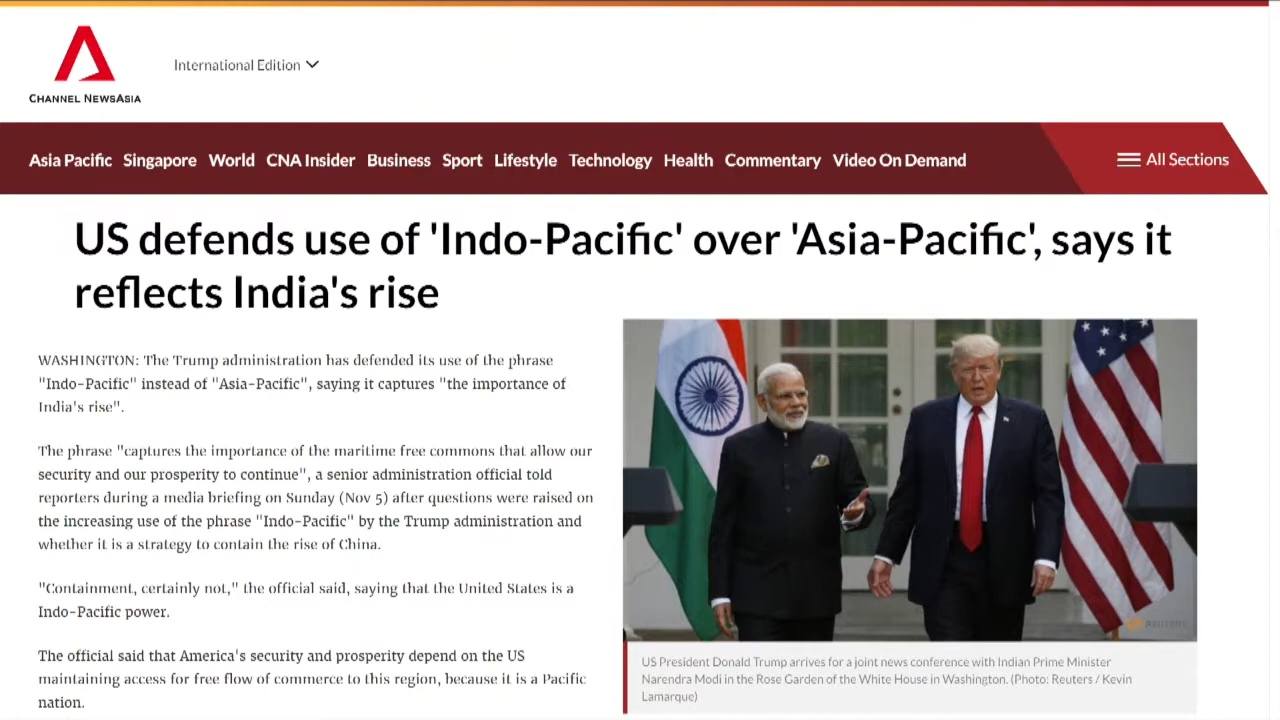 CHANNEL NEWSASIA
International Edition
Asia Pacific Singapore World CNA Insider Business Sport Lifestyle Technology Health Commentary Video On Demand
All Sections
US defends use of 'Indo-Pacific' over 'Asia-Pacific', says it
reflects India's rise
WASHINGTON: The Trump administration has defended its use of the phrase
"Indo-Pacific" instead of "Asia-Pacific", saying it captures "the importance of
India's rise".
The phrase "captures the importance of the maritime free commons that allow our
security and our prosperity to continue", a senior administration official told
reporters during a media briefing on Sunday (Nov 5) after questions were raised on
the increasing use of the phrase "Indo-Pacific" by the Trump administration and
whether it is a strategy to contain the rise of China.
"Containment, certainly not," the official said, saying that the United States is a
Indo-Pacific power.
The official said that America's security and prosperity depend on the US
maintaining access for free flow of commerce to this region, because it is a Pacific
nation.
REUTERS
US President Donald Trump arrives for a joint news conference with Indian Prime Minister
Narendra Modi in the Rose Garden of the White House in Washington. (Photo: Reuters / Kevin
Lamarque)